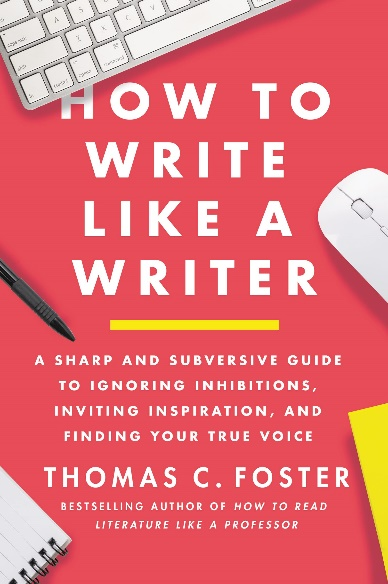 HOW TO
WRITE
LIKE A
WRITER
A SHARP AND SUBVERSIVE GUIDE
TO IGNORING INHIBITIONS,
INVITING INSPIRATION, AND
FINDING YOUR TRUE VOICE
THOMAS C. FOSTER
BESTSELLING AUTHOR OF HOW TO READ
LITERATURE LIKE A PROFESSOR